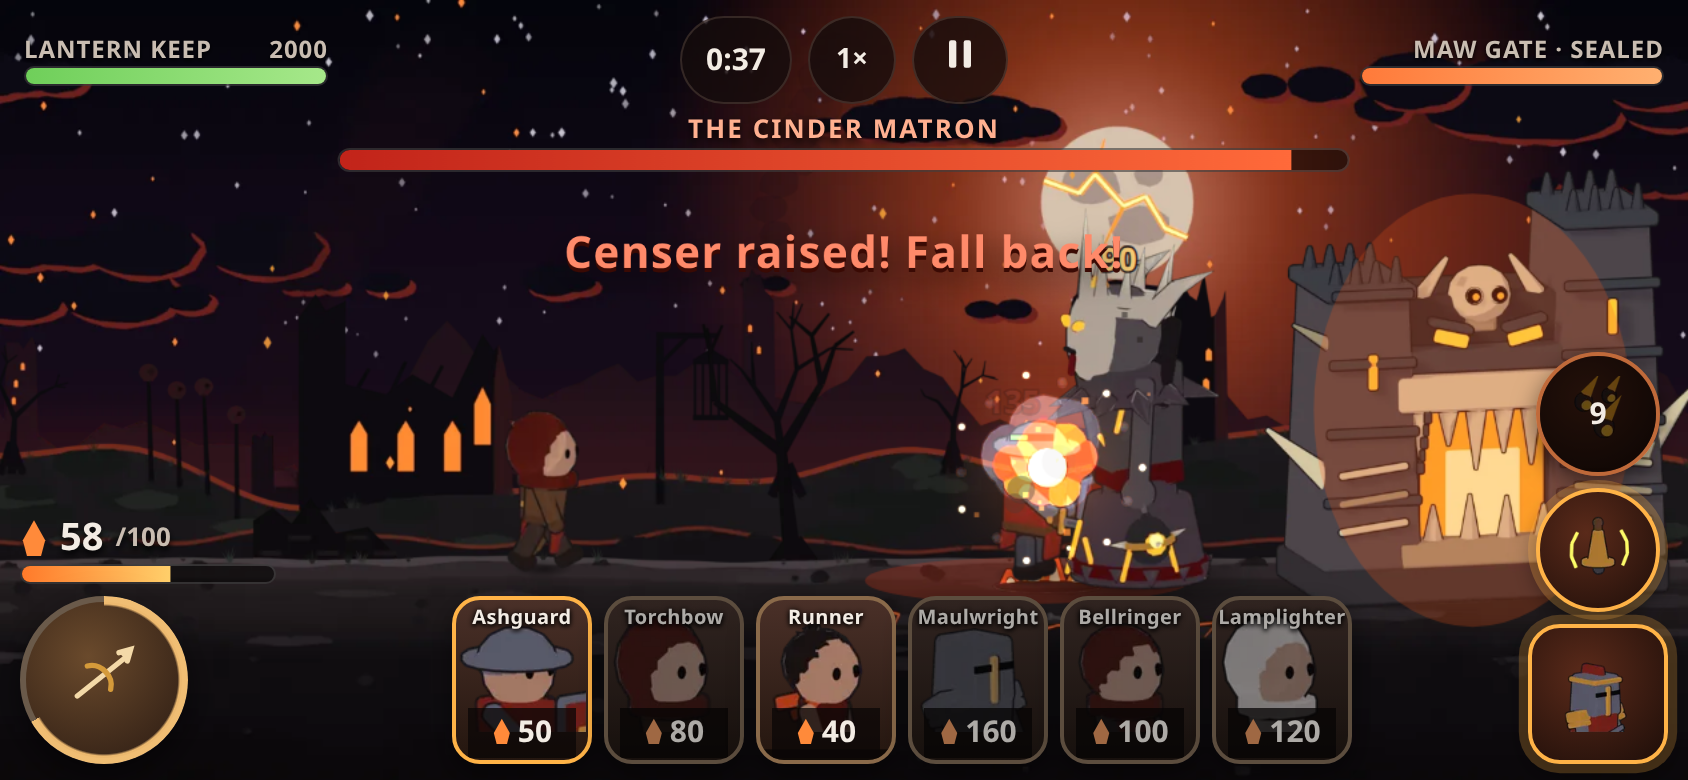 LANTERN KEEP 2000
0:37
1×
MAW GATE · SEALED
THE CINDER MATRON
Censer raised! Fall back!
90
9
58 /100
Ashguard
50
Torchbow
80
Runner
40
Maulwright
160
Bellringer
100
Lamplighter
120